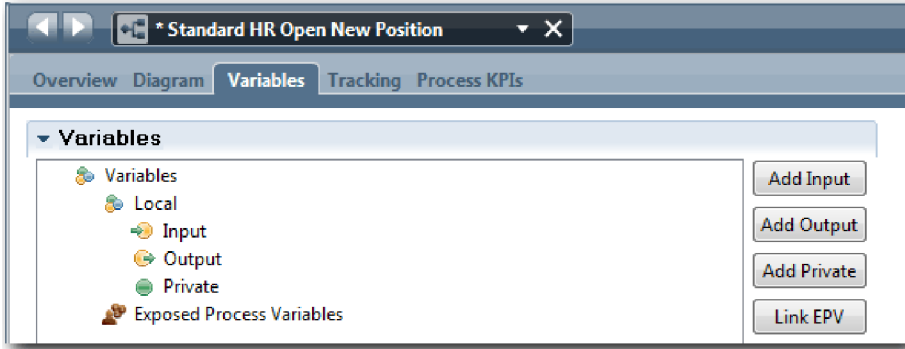 * Standard HR Open New Position
Overview Diagram Variables Tracking Process KPIs
Variables
Variables
Local
Input
Output
Private
Exposed Process Variables
Add Input
Add Output
Add Private
Link EPV